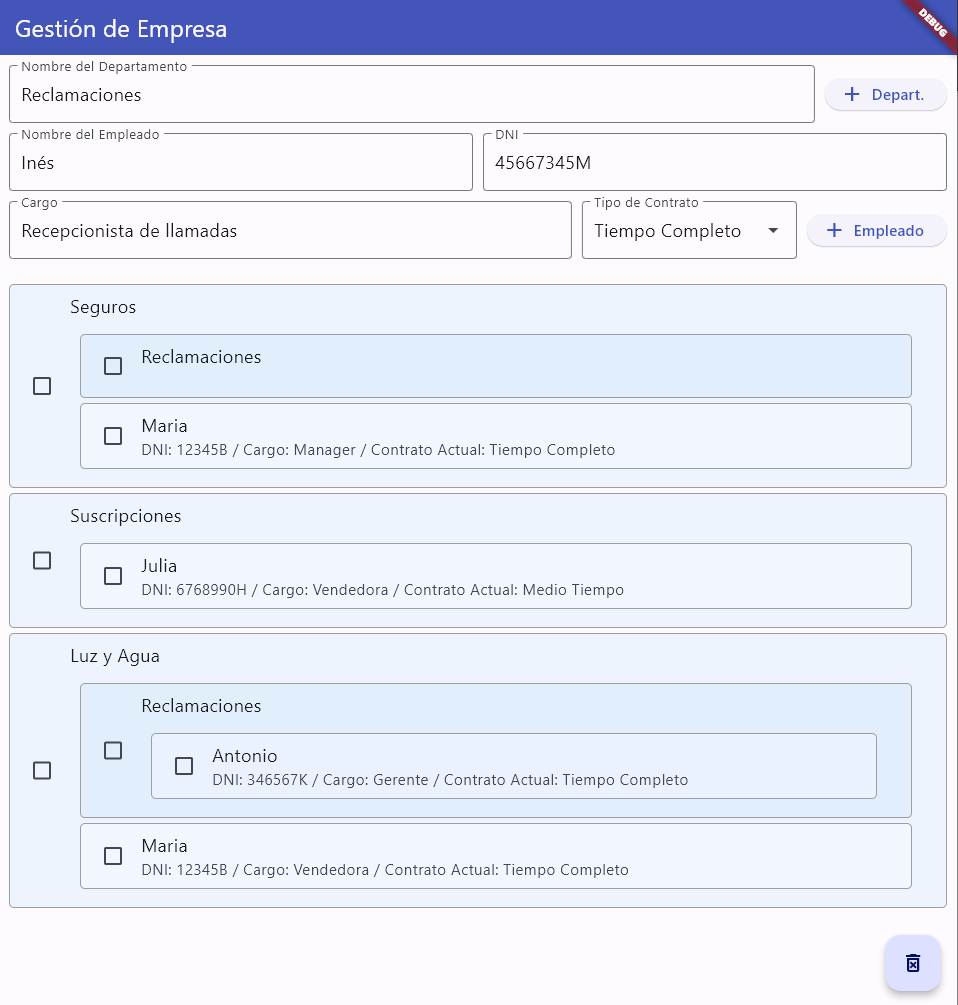 Gestión de Empresa
DEBUG
Nombre del Departamento
Reclamaciones
+ Depart.
Nombre del Empleado
Inés
DNI
45667345M
Cargo
Recepcionista de llamadas
Tipo de Contrato
Tiempo Completo
+ Empleado
Seguros
Reclamaciones
Maria
DNI: 12345B / Cargo: Manager / Contrato Actual: Tiempo Completo
Suscripciones
Julia
DNI: 6768990H / Cargo: Vendedora / Contrato Actual: Medio Tiempo
Luz y Agua
Reclamaciones
Antonio
DNI: 346567K / Cargo: Gerente / Contrato Actual: Tiempo Completo
Maria
DNI: 12345B / Cargo: Vendedora / Contrato Actual: Tiempo Completo